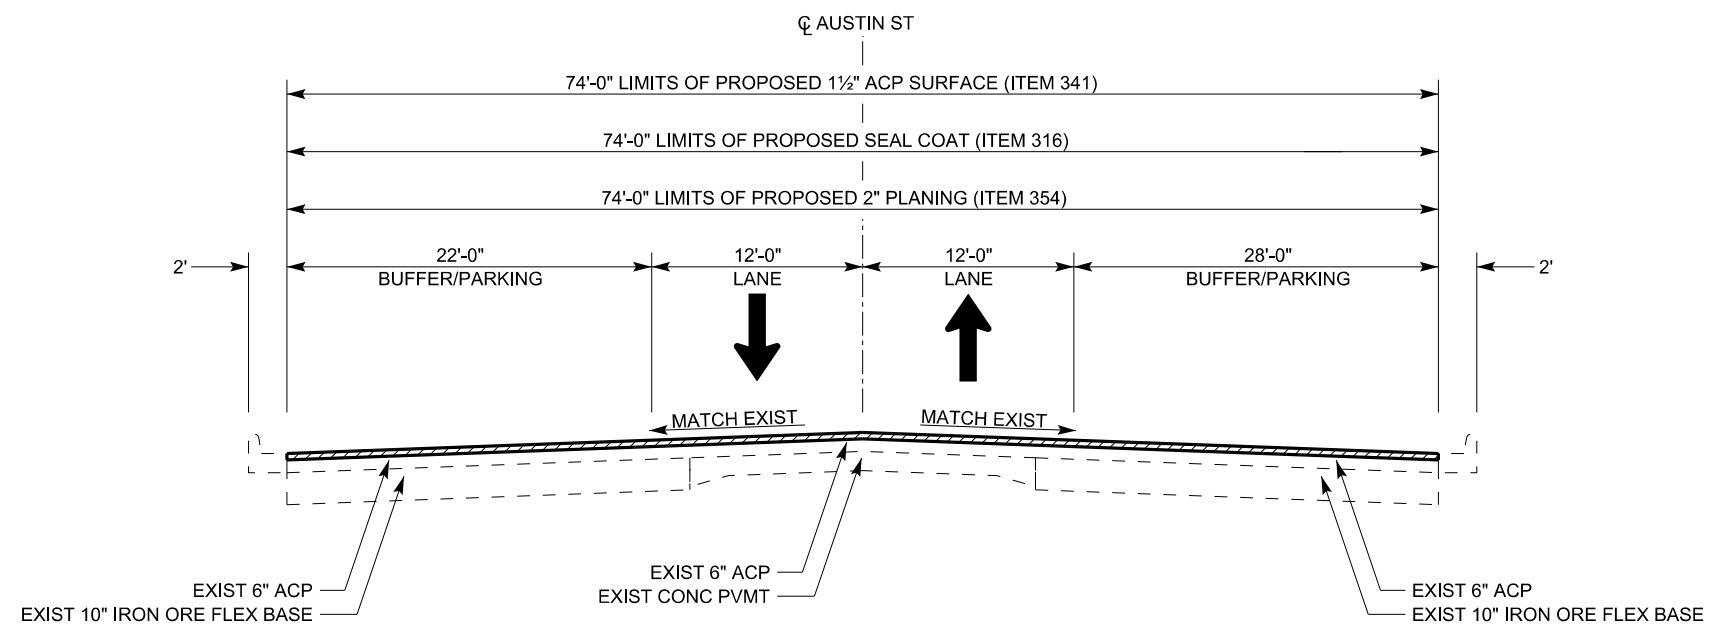 ℄ AUSTIN ST
74'-0" LIMITS OF PROPOSED 1½" ACP SURFACE (ITEM 341)
74'-0" LIMITS OF PROPOSED SEAL COAT (ITEM 316)
74'-0" LIMITS OF PROPOSED 2" PLANING (ITEM 354)
2'
22'-0"
BUFFER/PARKING
12'-0"
LANE
12'-0"
LANE
28'-0"
BUFFER/PARKING
2'
MATCH EXIST
MATCH EXIST
EXIST 6" ACP
EXIST 10" IRON ORE FLEX BASE
EXIST 6" ACP
EXIST CONC PVMT
EXIST 6" ACP
EXIST 10" IRON ORE FLEX BASE